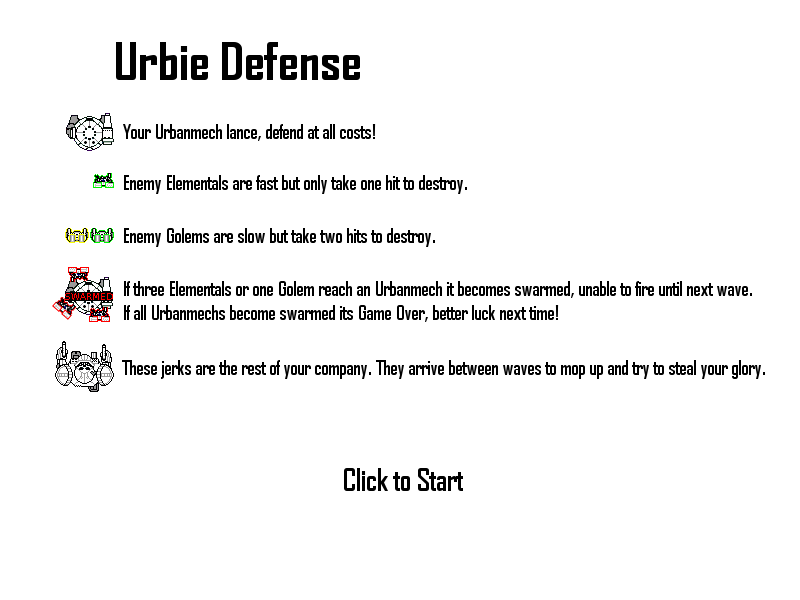 Urbie Defense
Your Urbanmech lance, defend at all costs!
Enemy Elementals are fast but only take one hit to destroy.
Enemy Golems are slow but take two hits to destroy.
SWARMED
If three Elementals or one Golem reach an Urbanmech it becomes swarmed, unable to fire until next wave.
If all Urbanmechs become swarmed its Game Over, better luck next time!
These jerks are the rest of your company. They arrive between waves to mop up and try to steal your glory.
Click to Start